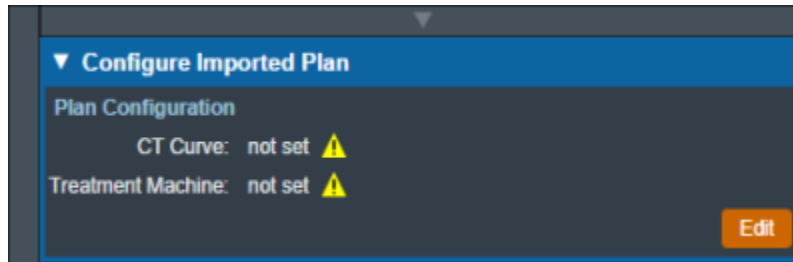 Configure Imported Plan
Plan Configuration
CT Curve: not set
Treatment Machine: not set
Edit